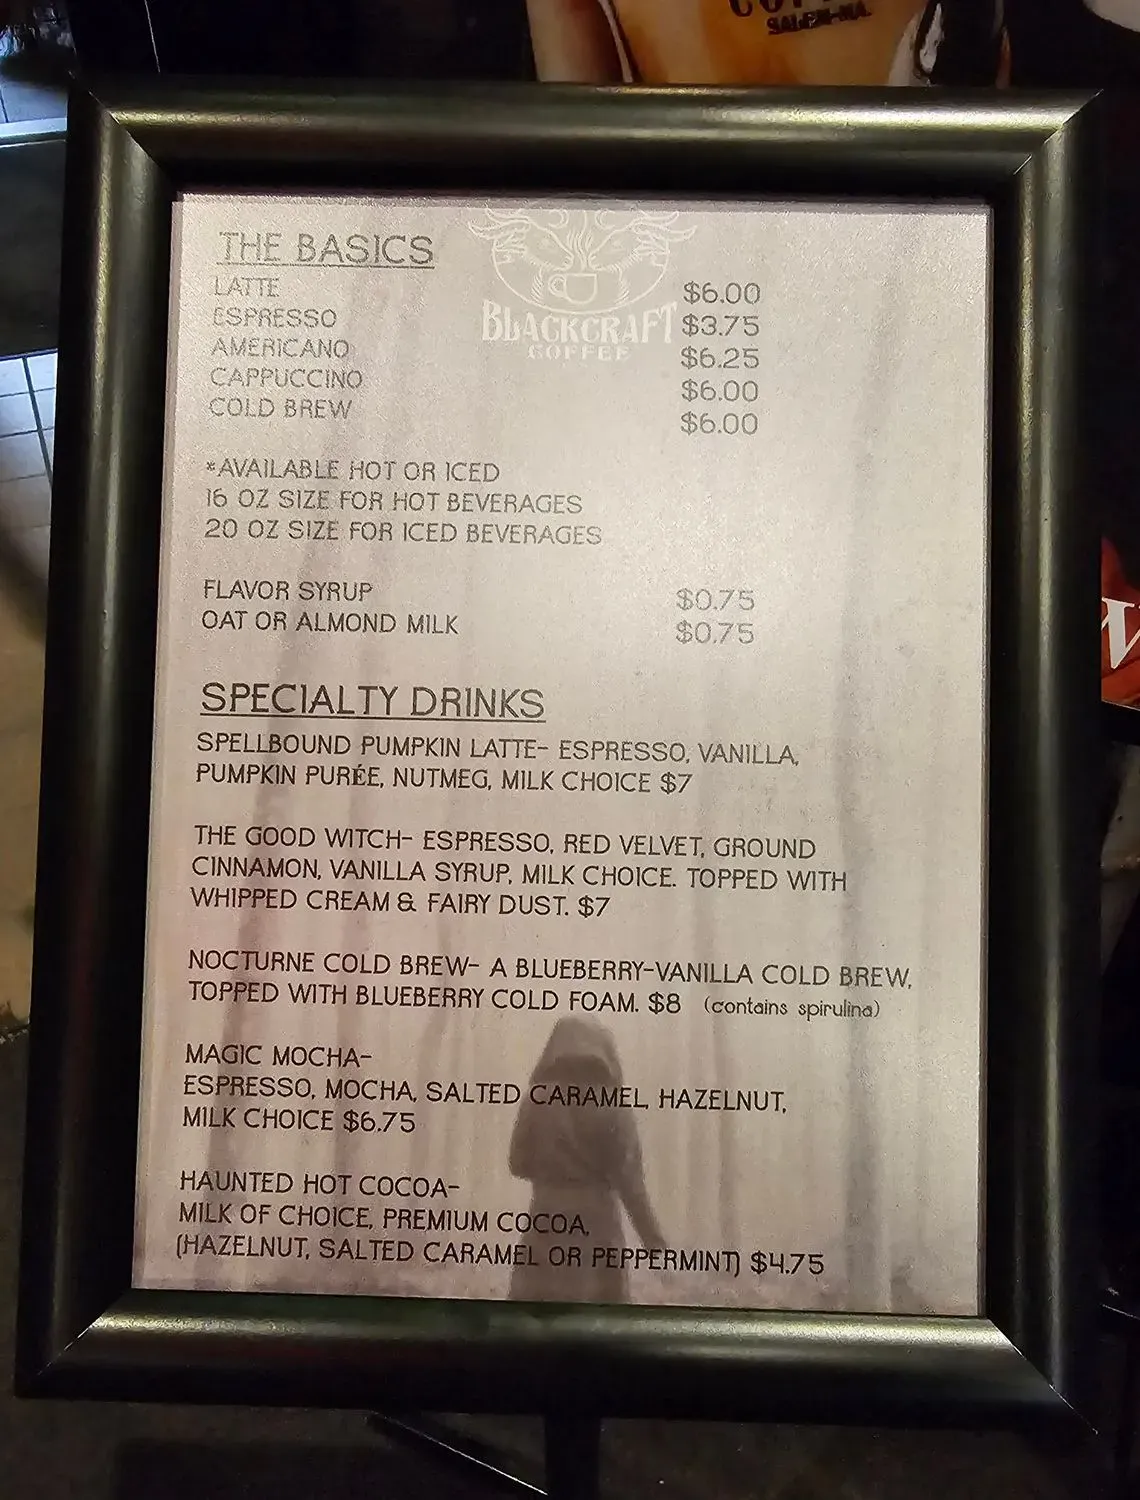 SALEM-MA.
THE BASICS
BLACKCRAFT
COFFEE
LATTE $6.00
ESPRESSO $3.75
AMERICANO $6.25
CAPPUCCINO $6.00
COLD BREW $6.00
*AVAILABLE HOT OR ICED
16 OZ SIZE FOR HOT BEVERAGES
20 OZ SIZE FOR ICED BEVERAGES
FLAVOR SYRUP $0.75
OAT OR ALMOND MILK $0.75
SPECIALTY DRINKS
SPELLBOUND PUMPKIN LATTE- ESPRESSO, VANILLA,
PUMPKIN PURÉE, NUTMEG, MILK CHOICE $7
THE GOOD WITCH- ESPRESSO, RED VELVET, GROUND
CINNAMON, VANILLA SYRUP, MILK CHOICE. TOPPED WITH
WHIPPED CREAM & FAIRY DUST. $7
NOCTURNE COLD BREW- A BLUEBERRY-VANILLA COLD BREW,
TOPPED WITH BLUEBERRY COLD FOAM. $8 (contains spirulina)
MAGIC MOCHA-
ESPRESSO, MOCHA, SALTED CARAMEL, HAZELNUT,
MILK CHOICE $6.75
HAUNTED HOT COCOA-
MILK OF CHOICE, PREMIUM COCOA,
(HAZELNUT, SALTED CARAMEL OR PEPPERMINT) $4.75